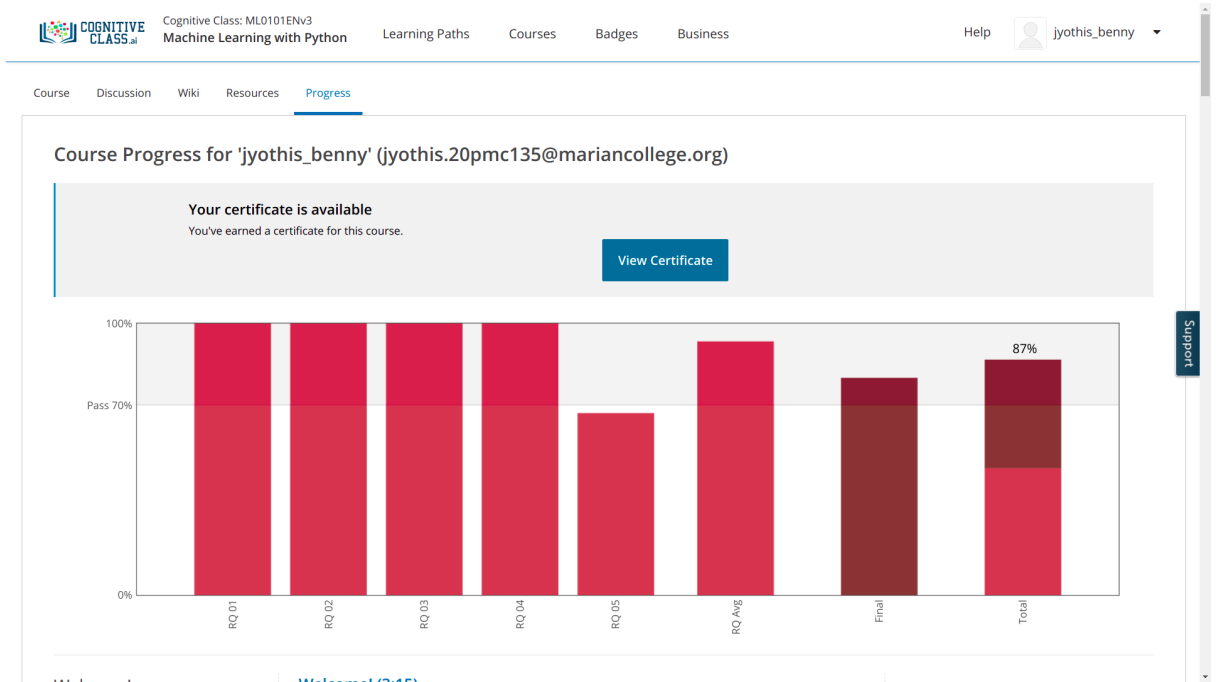 COGNITIVE
CLASS.ai
Cognitive Class: ML0101ENv3
Machine Learning with Python
Learning Paths
Courses
Badges
Business
Help
jyothis_benny
Course
Discussion
Wiki
Resources
Progress
Course Progress for 'jyothis_benny' (jyothis.20pmc135@mariancollege.org)
Your certificate is available
You've earned a certificate for this course.
View Certificate
Support
100%
87%
Pass 70%
0%
RQ 01
RQ 02
RQ 03
RQ 04
RQ 05
RQ Avg
Final
Total
Welcome! (3:15)